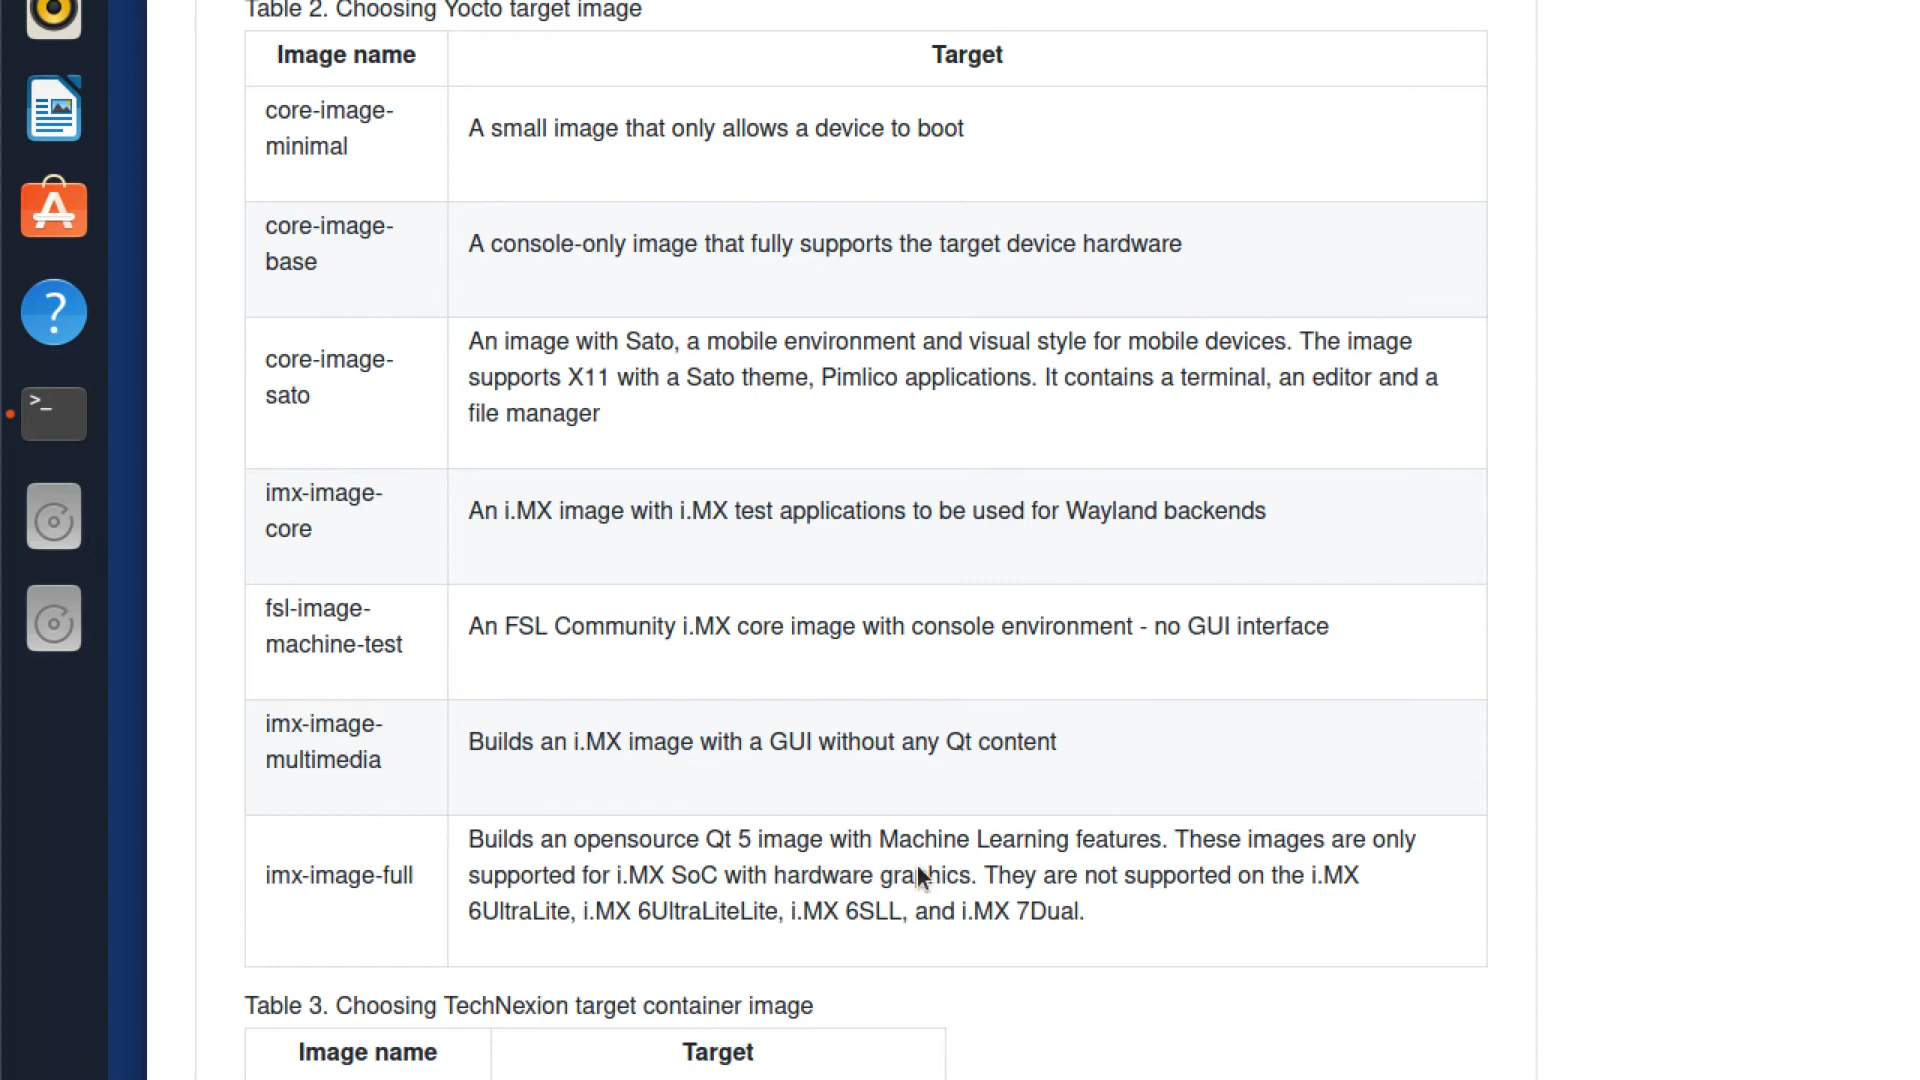 Table 2. Choosing Yocto target image
Image name
Target
core-image-
minimal
A small image that only allows a device to boot
core-image-
base
A console-only image that fully supports the target device hardware
core-image-
sato
An image with Sato, a mobile environment and visual style for mobile devices. The image
supports X11 with a Sato theme, Pimlico applications. It contains a terminal, an editor and a
file manager
imx-image-
core
An i.MX image with i.MX test applications to be used for Wayland backends
fsl-image-
machine-test
An FSL Community i.MX core image with console environment - no GUI interface
imx-image-
multimedia
Builds an i.MX image with a GUI without any Qt content
imx-image-full
Builds an opensource Qt 5 image with Machine Learning features. These images are only
supported for i.MX SoC with hardware graphics. They are not supported on the i.MX
6UltraLite, i.MX 6UltraLiteLite, i.MX 6SLL, and i.MX 7Dual.
Table 3. Choosing TechNexion target container image
Image name
Target